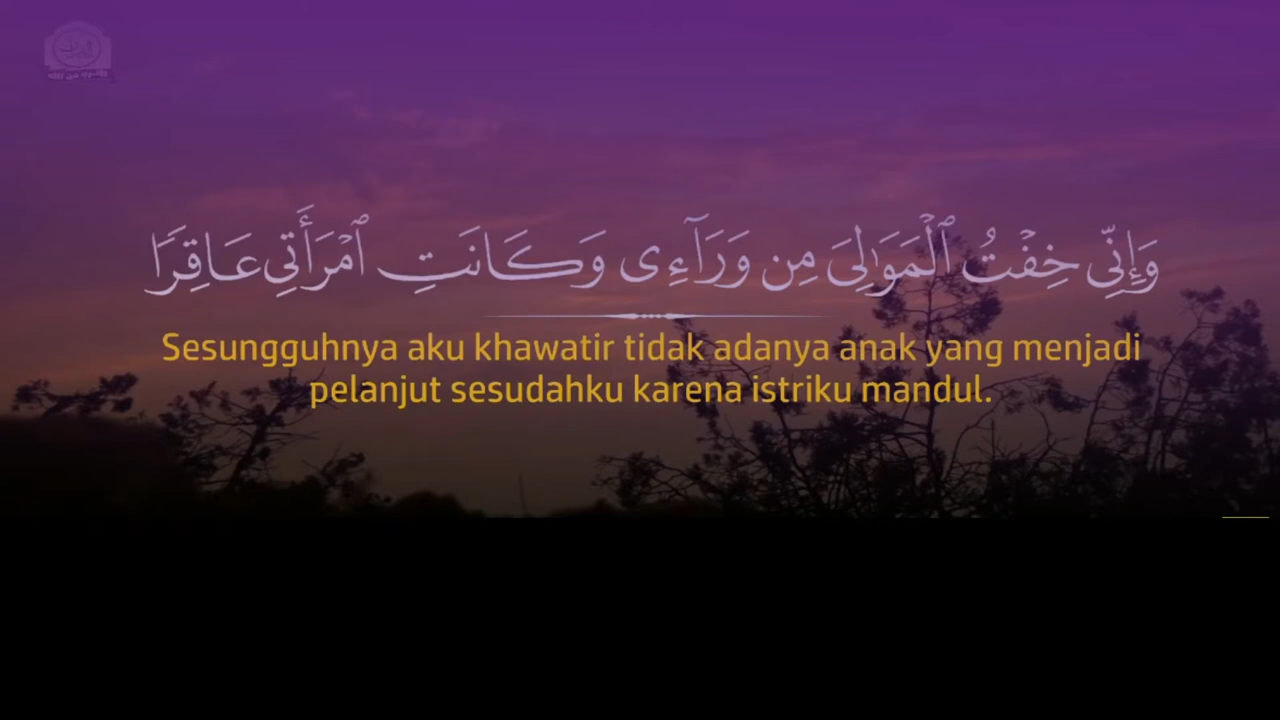 وَإِنِّى خِفْتُ ٱلْمَوَٰلِىَ مِن وَرَآءِى وَكَانَتِ ٱمْرَأَتِى عَاقِرًا
Sesungguhnya aku khawatir tidak adanya anak yang menjadi
pelanjut sesudahku karena istriku mandul.